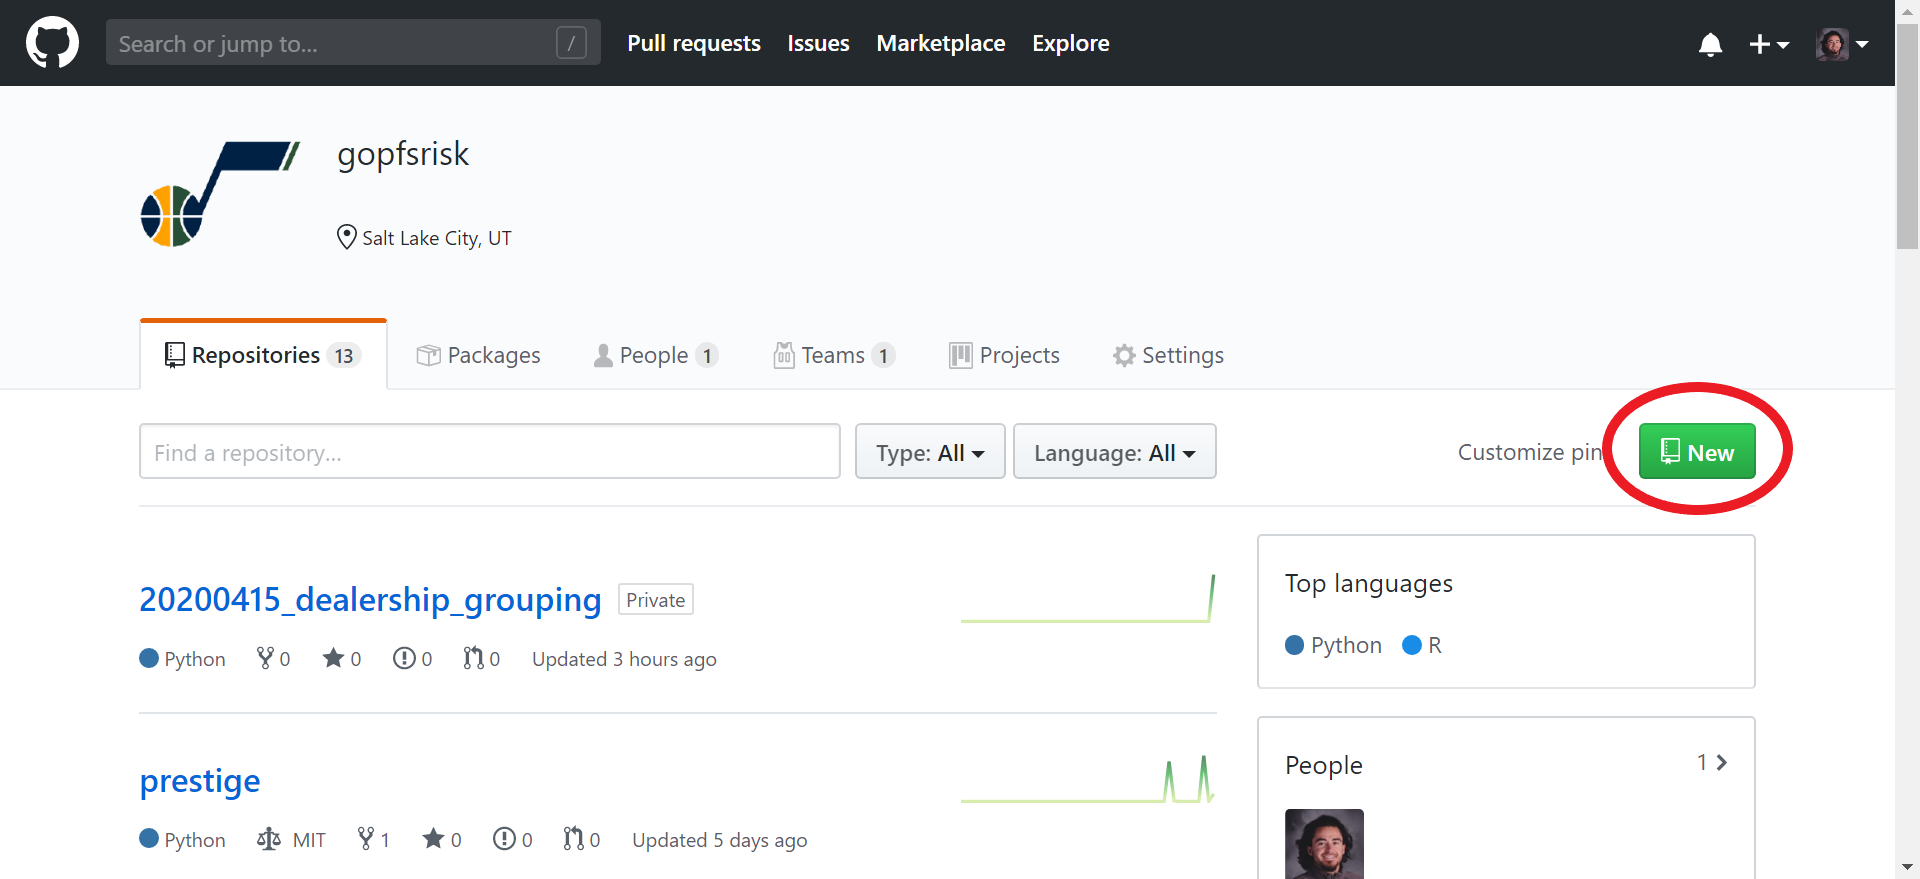 Search or jump to... /
Pull requests Issues Marketplace Explore
gopfsrisk
Salt Lake City, UT
Repositories 13 Packages People 1 Teams 1 Projects Settings
Find a repository... Type: All Language: All Customize pin New
20200415_dealership_grouping Private
Python 0 0 0 0 Updated 3 hours ago
Top languages
Python R
prestige
Python MIT 1 0 0 0 Updated 5 days ago
People 1